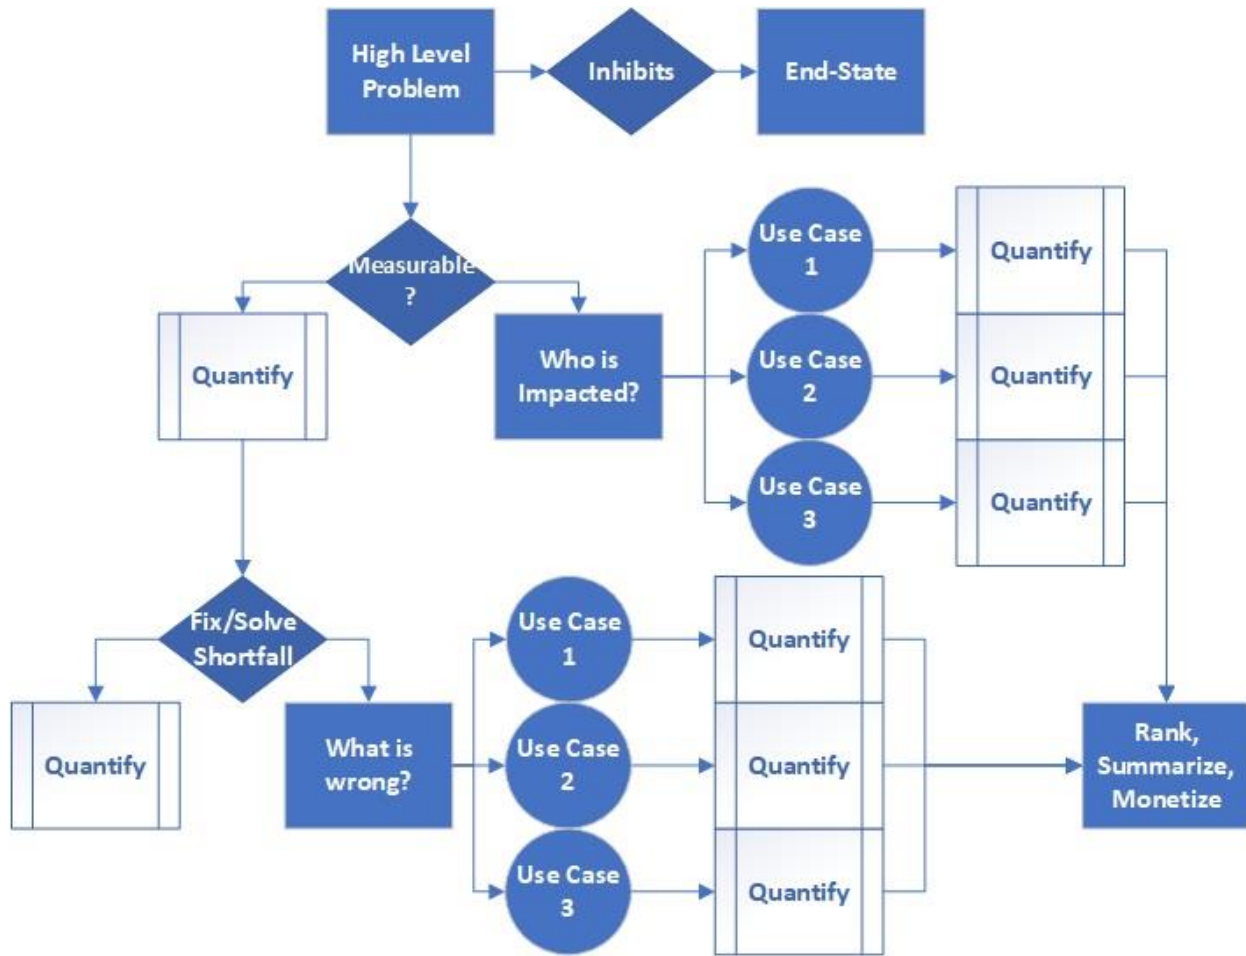 High Level
Problem
Inhibits
End-State
Measurable
?
Use Case
1
Quantify
Quantify
Who is
Impacted?
Use Case
2
Quantify
Use Case
3
Quantify
Fix/Solve
Shortfall
Use Case
1
Quantify
Quantify
What is
wrong?
Use Case
2
Quantify
Rank,
Summarize,
Monetize
Use Case
3
Quantify